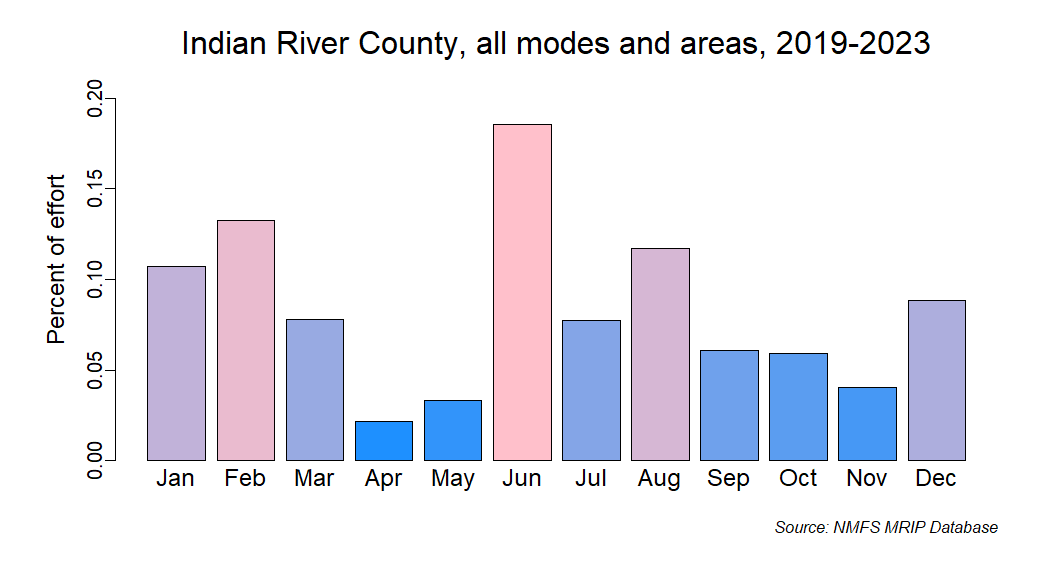 Indian River County, all modes and areas, 2019-2023
Percent of effort
0.20
0.15
0.10
0.05
0.00
Jan Feb Mar Apr May Jun Jul Aug Sep Oct Nov Dec
Source: NMFS MRIP Database